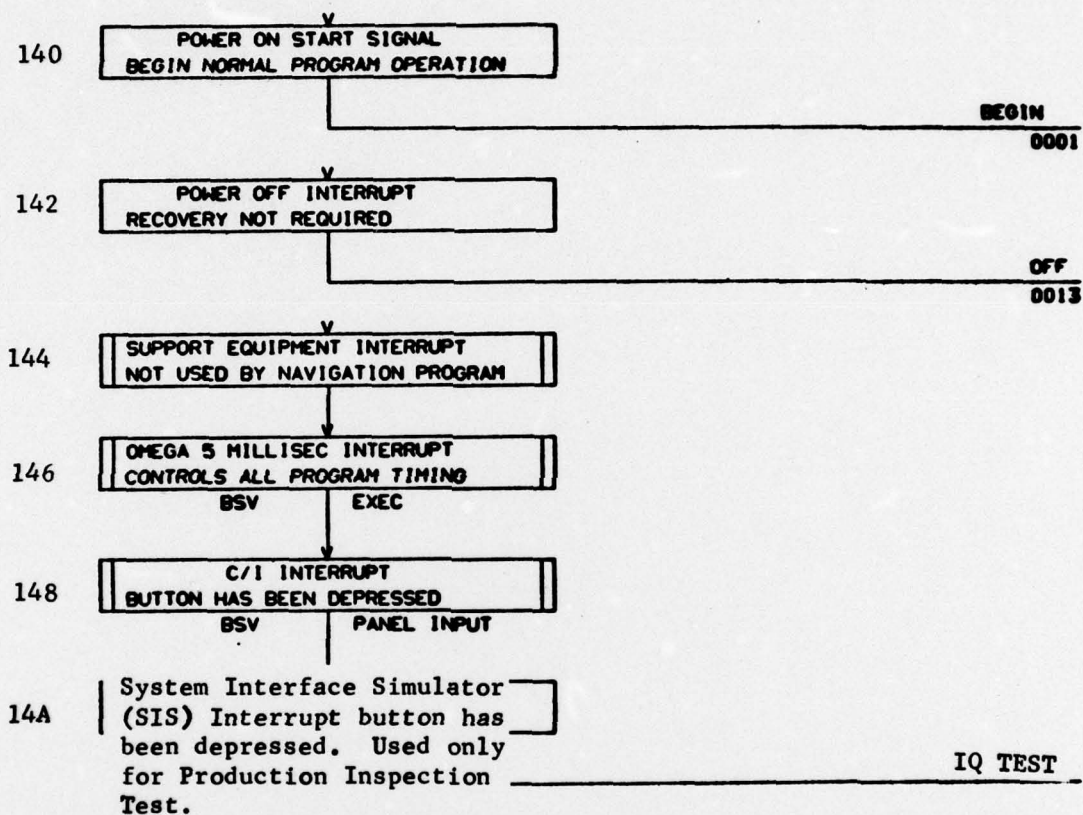 140
POWER ON START SIGNAL
BEGIN NORMAL PROGRAM OPERATION
BEGIN
0001
142
POWER OFF INTERRUPT
RECOVERY NOT REQUIRED
OFF
0013
144
SUPPORT EQUIPMENT INTERRUPT
NOT USED BY NAVIGATION PROGRAM
146
OMEGA 5 MILLISEC INTERRUPT
CONTROLS ALL PROGRAM TIMING
BSV EXEC
148
C/I INTERRUPT
BUTTON HAS BEEN DEPRESSED
BSV PANEL INPUT
14A
System Interface Simulator
(SIS) Interrupt button has
been depressed. Used only
for Production Inspection
Test.
IQ TEST